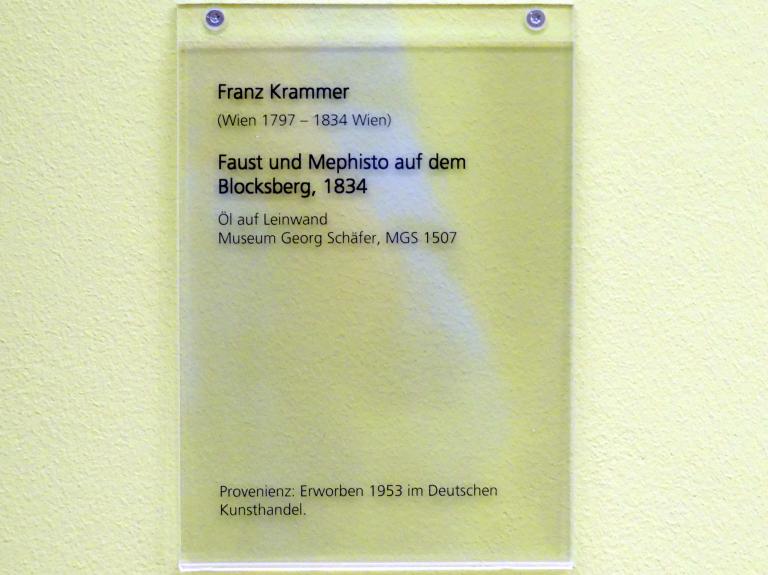 Franz Krammer
(Wien 1797 – 1834 Wien)
Faust und Mephisto auf dem
Blocksberg, 1834
Öl auf Leinwand
Museum Georg Schäfer, MGS 1507
Provenienz: Erworben 1953 im Deutschen
Kunsthandel.